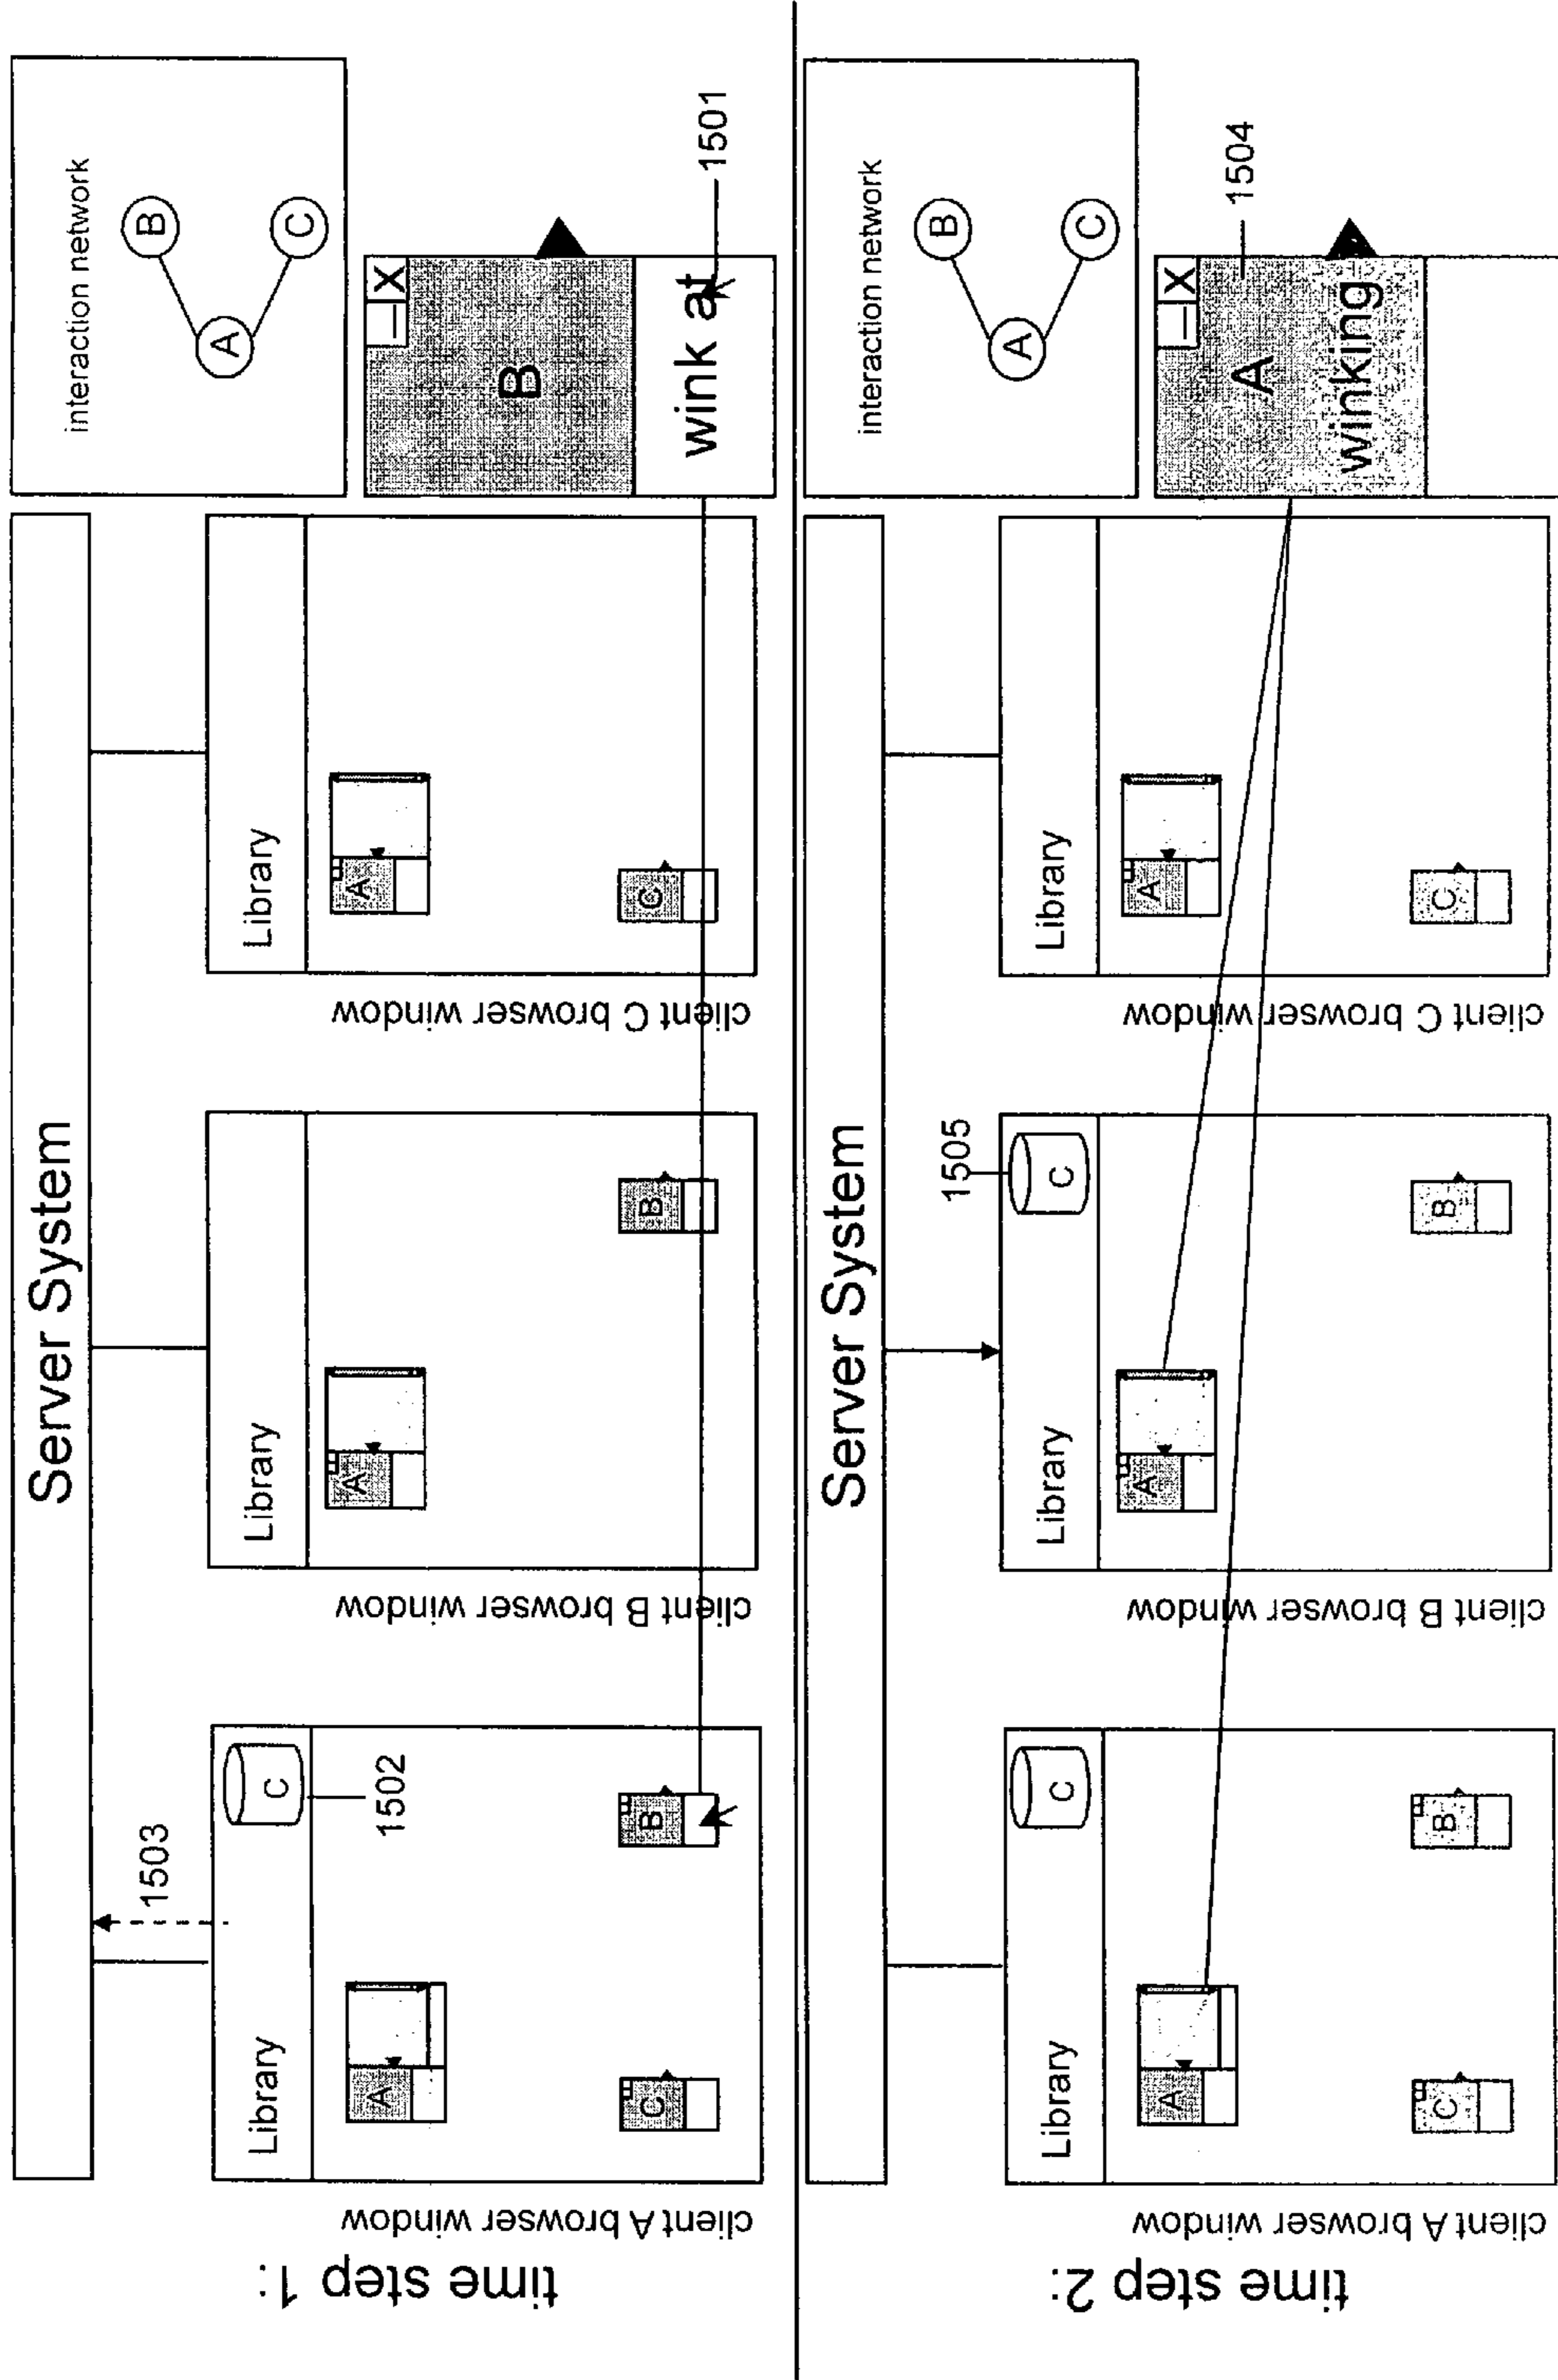 time step 1:
Server System
1503
client A browser window
Library
C
1502
A
C
B
client B browser window
Library
A
B
client C browser window
Library
A
C
interaction network
A
B
C
_ X
B
wink at
1501
time step 2:
Server System
client A browser window
Library
C
A
C
B
client B browser window
Library
1505
C
A
B
client C browser window
Library
A
C
interaction network
A
B
C
_ X
A
winking
1504